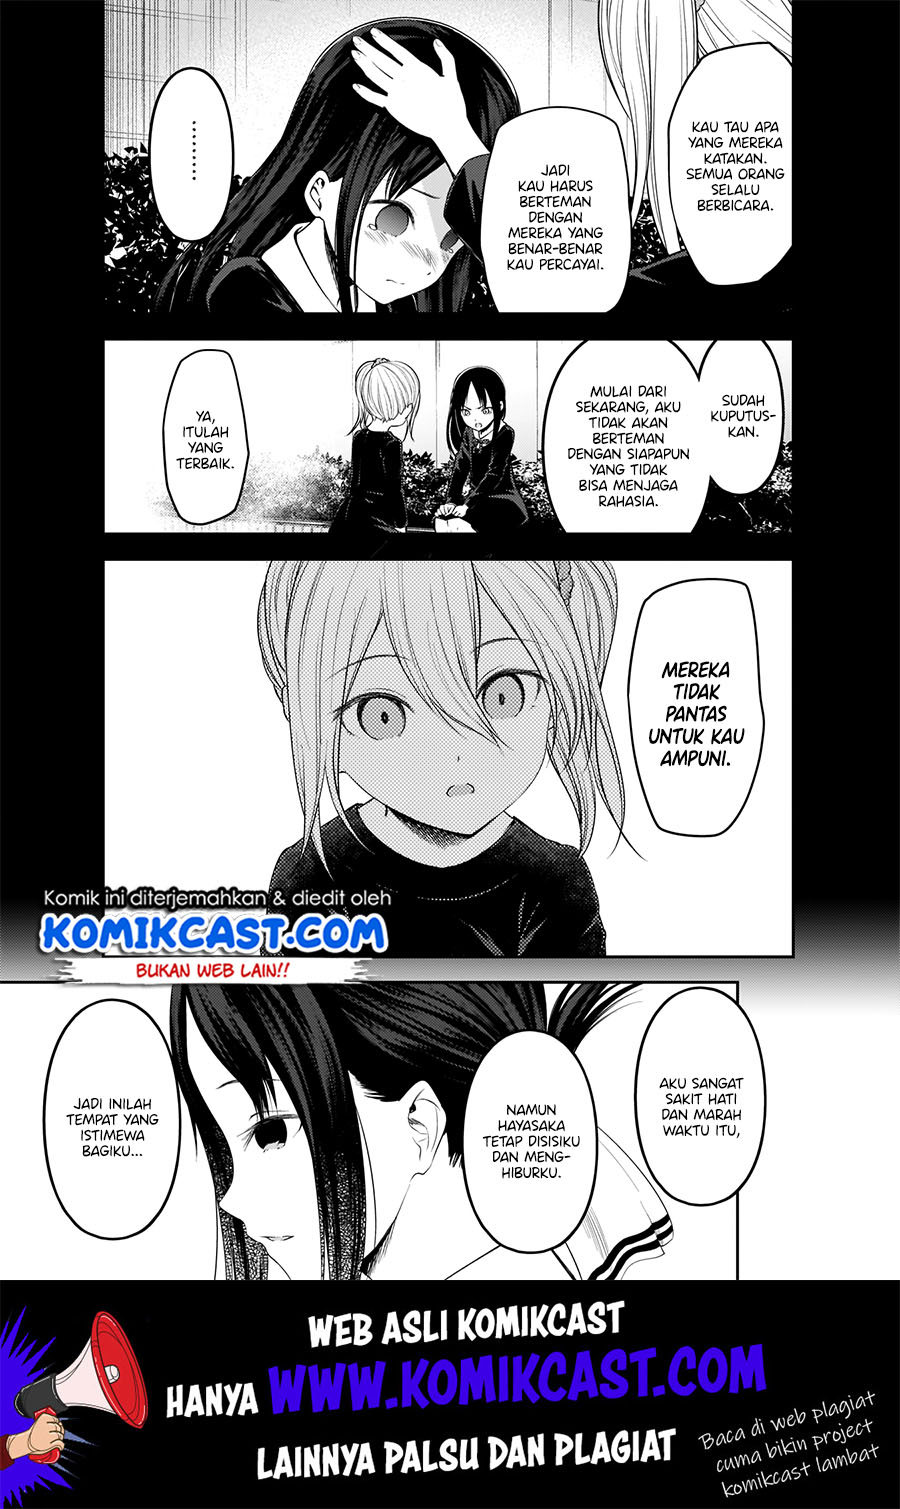 KAU TAU APA
YANG MEREKA
KATAKAN.
SEMUA ORANG
SELALU
BERBICARA.
JADI
KAU HARUS
BERTEMAN
DENGAN
MEREKA YANG
BENAR-BENAR
KAU PERCAYAI.
.........
SUDAH
KUPUTUS-
KAN.
MULAI DARI
SEKARANG, AKU
TIDAK AKAN
BERTEMAN
DENGAN SIAPAPUN
YANG TIDAK
BISA MENJAGA
RAHASIA.
YA,
ITULAH
YANG
TERBAIK.
MEREKA
TIDAK
PANTAS
UNTUK KAU
AMPUNI.
Komik ini diterjemahkan & diedit oleh
KOMIKCAST.COM
BUKAN WEB LAIN!!
AKU SANGAT
SAKIT HATI
DAN MARAH
WAKTU ITU,
NAMUN
HAYASAKA
TETAP DISISIKU
DAN MENG-
HIBURKU.
JADI INILAH
TEMPAT YANG
ISTIMEWA
BAGIKU...
WEB ASLI KOMIKCAST
HANYA WWW.KOMIKCAST.COM
LAINNYA PALSU DAN PLAGIAT
Baca di web plagiat
cuma bikin project
komikcast lambat